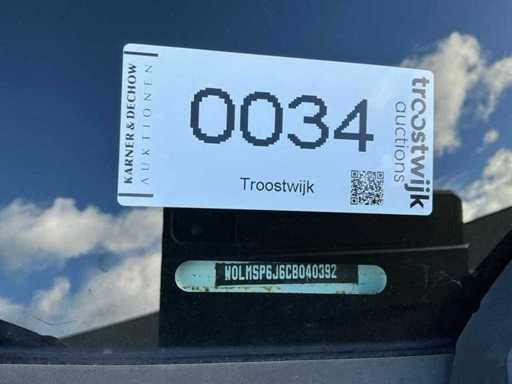 KARNER & DECHOW
AUKTIONEN
0034
Troostwijk
troostwijk
auctions
W0LMSP6J6CB040392